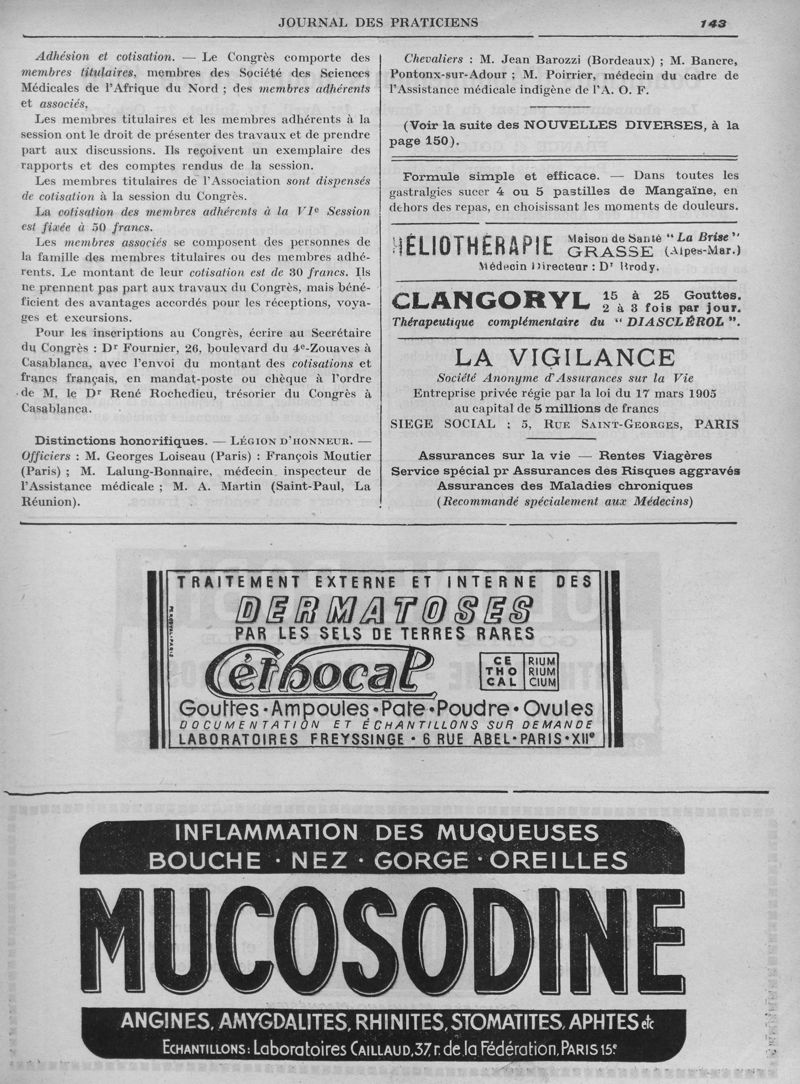 JOURNAL DES PRATICIENS 143
Adhésion et cotisation. — Le Congrès comporte des
membres titulaires, membres des Société des Sciences
Médicales de l'Afrique du Nord ; des membres adhérents
et associés,
Les membres titulaires et les membres adhérents à la
session ont le droit de présenter des travaux et de prendre
part aux discussions. Ils reçoivent un exemplaire des
rapports et des comptes rendus de la session.
Les membres titulaires de l'Association sont dispensés
de cotisation à la session du Congrès.
La cotisation des membres adhérents à la VIe Session
est fixée à 50 francs.
Les membres associés se composent des personnes de
la famille des membres titulaires ou des membres adhé-
rents. Le montant de leur cotisation est de 30 francs. Ils
ne prennent pas part aux travaux du Congrès, mais béné-
ficient des avantages accordés pour les réceptions, voya-
ges et excursions.
Pour les inscriptions au Congrès, écrire au Secrétaire
du Congrès : Dr Fournier, 26, boulevard du 4e-Zouaves à
Casablanca, avec l'envoi du montant des cotisations et
francs français, en mandat-poste ou chèque à l'ordre
de M, le Dr René Rochedieu, trésorier du Congrès à
Casablanca.
Distinctions honorifiques. — LÉGION D'HONNEUR. —
Officiers : M. Georges Loiseau (Paris) : François Moutier
(Paris) ; M. Lalung-Bonnaire, médecin inspecteur de
l'Assistance médicale ; M. A. Martin (Saint-Paul, La
Réunion).
Chevaliers : M. Jean Barozzi (Bordeaux) ; M. Banere,
Pontonx-sur-Adour ; M. Poirrier, médecin du cadre de
l'Assistance médicale indigène de l'A. O. F.
(Voir la suite des NOUVELLES DIVERSES, à la
page 150).
Formule simple et efficace. — Dans toutes les
gastralgies sucer 4 ou 5 pastilles de Mangaïne, en
dehors des repas, en choisissant les moments de douleurs.
HÉLIOTHÉRAPIE Maison de Santé "La Brise"
GRASSE (Alpes-Mar.)
Médecin Directeur : Dr Brody.
CLANGORYL 15 à 25 Gouttes.
2 à 3 fois par jour.
Thérapeutique complémentaire du "DIASCLÉROL".
LA VIGILANCE
Société Anonyme d'Assurances sur la Vie
Entreprise privée régie par la loi du 17 mars 1905
au capital de 5 millions de francs
SIEGE SOCIAL : 5, RUE SAINT-GEORGES, PARIS
Assurances sur la vie — Rentes Viagères
Service spécial pr Assurances des Risques aggravés
Assurances des Maladies chroniques
(Recommandé spécialement aux Médecins)
TRAITEMENT EXTERNE ET INTERNE DES
DERMATOSES
PAR LES SELS DE TERRES RARES
Céthocal
CE RIUM
THO RIUM
CAL CIUM
Gouttes • Ampoules • Pate • Poudre • Ovules
DOCUMENTATION ET ÉCHANTILLONS SUR DEMANDE
LABORATOIRES FREYSSINGE • 6 RUE ABEL • PARIS • XIIe
INFLAMMATION DES MUQUEUSES
BOUCHE • NEZ • GORGE • OREILLES
MUCOSODINE
ANGINES, AMYGDALITES, RHINITES, STOMATITES, APHTES etc
ECHANTILLONS: Laboratoires CAILLAUD, 37, r. de la Fédération, PARIS 15e